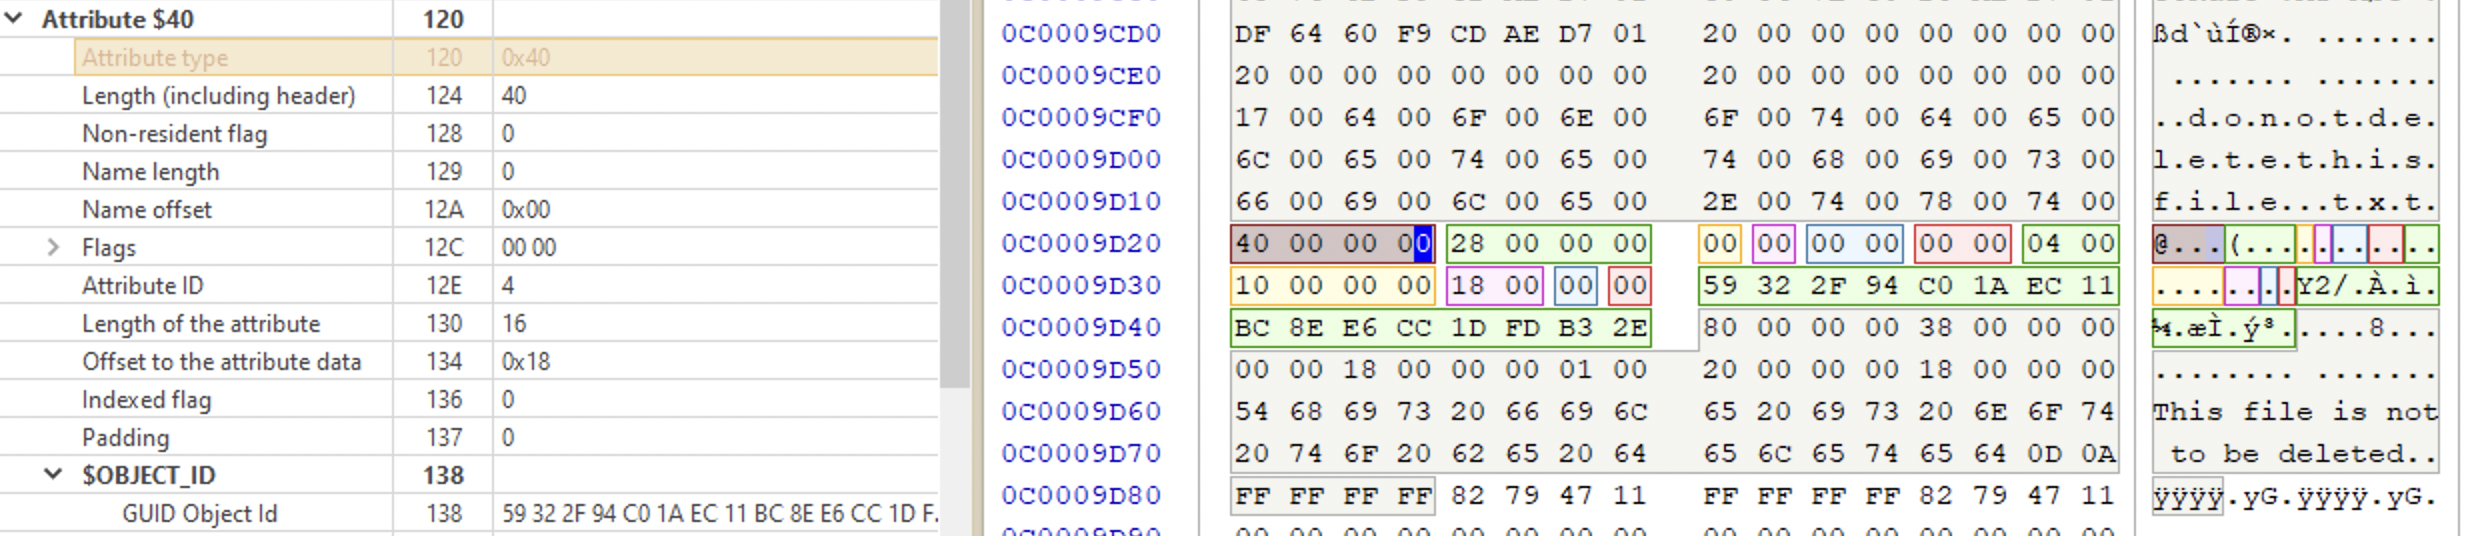 Attribute $40 120
Attribute type 120 0x40
Length (including header) 124 40
Non-resident flag 128 0
Name length 129 0
Name offset 12A 0x00
Flags 12C 00 00
Attribute ID 12E 4
Length of the attribute 130 16
Offset to the attribute data 134 0x18
Indexed flag 136 0
Padding 137 0
$OBJECT_ID 138
GUID Object Id 138 59 32 2F 94 C0 1A EC 11 BC 8E E6 CC 1D F.
0C0009CD0 DF 64 60 F9 CD AE D7 01 20 00 00 00 00 00 00 00 ßd`ùÍ®×. .......
0C0009CE0 20 00 00 00 00 00 00 00 20 00 00 00 00 00 00 00 ....... .......
0C0009CF0 17 00 64 00 6F 00 6E 00 6F 00 74 00 64 00 65 00 ..d.o.n.o.t.d.e.
0C0009D00 6C 00 65 00 74 00 65 00 74 00 68 00 69 00 73 00 l.e.t.e.t.h.i.s.
0C0009D10 66 00 69 00 6C 00 65 00 2E 00 74 00 78 00 74 00 f.i.l.e...t.x.t.
0C0009D20 40 00 00 00 28 00 00 00 00 00 00 00 00 00 04 00 @...(...........
0C0009D30 10 00 00 00 18 00 00 00 59 32 2F 94 C0 1A EC 11 ........Y2/.À.ì.
0C0009D40 BC 8E E6 CC 1D FD B3 2E 80 00 00 00 38 00 00 00 ¼.æÌ.ý³.....8...
0C0009D50 00 00 18 00 00 00 01 00 20 00 00 00 18 00 00 00 ........ .......
0C0009D60 54 68 69 73 20 66 69 6C 65 20 69 73 20 6E 6F 74 This file is not
0C0009D70 20 74 6F 20 62 65 20 64 65 6C 65 74 65 64 0D 0A to be deleted..
0C0009D80 FF FF FF FF 82 79 47 11 FF FF FF FF 82 79 47 11 ÿÿÿÿ.yG.ÿÿÿÿ.yG.